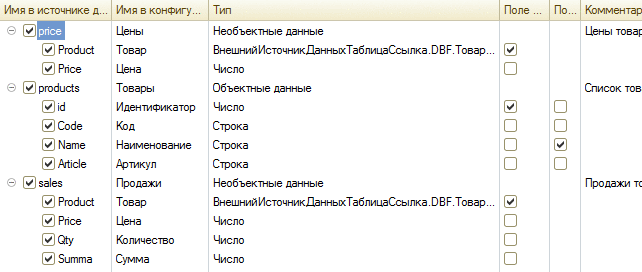 Имя в источнике д... Имя в конфигу... Тип Поле ... По... Комментар
price Цены Необъектные данные Цены товар
Product Товар ВнешнийИсточникДанныхТаблицаСсылка.DBF.Товар...
Price Цена Число
products Товары Объектные данные Список тов
id Идентификатор Число
Code Код Строка
Name Наименование Строка
Article Артикул Строка
sales Продажи Необъектные данные Продажи то
Product Товар ВнешнийИсточникДанныхТаблицаСсылка.DBF.Товар...
Price Цена Число
Qty Количество Число
Summa Сумма Число